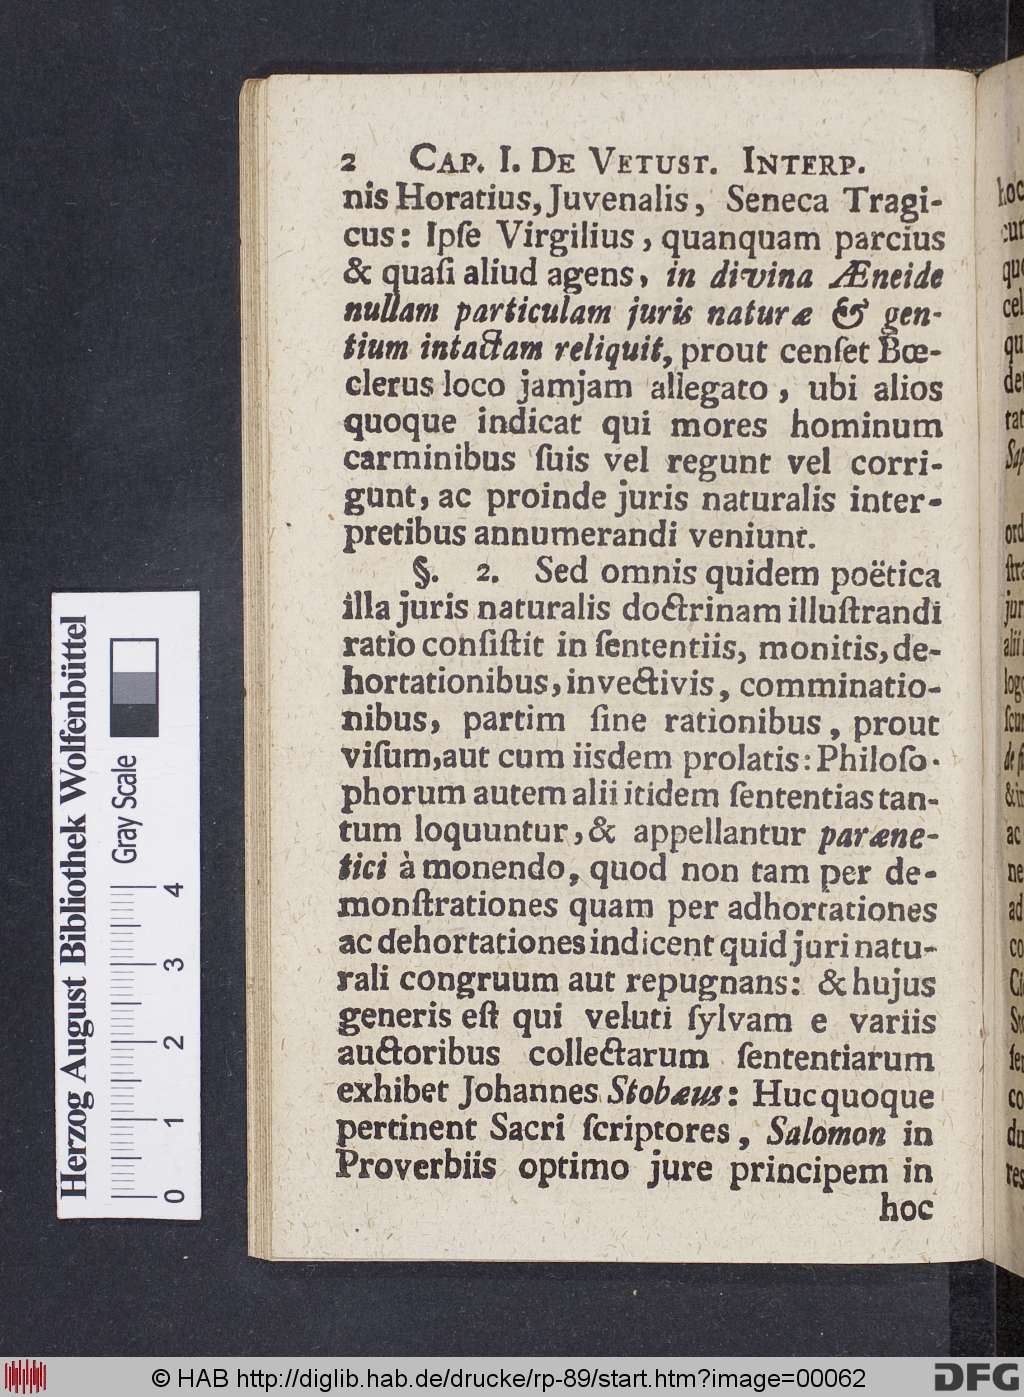 2 CAP. I. DE VETUST. INTERP.
nis Horatius, Juvenalis, Seneca Tragi-
cus: Ipſe Virgilius, quanquam parcius
& quaſi aliud agens, in divina Æneide
nullam particulam juris naturæ & gen-
tium intactam reliquit, prout cenſet Bœ-
clerus loco jamjam allegato, ubi alios
quoque indicat qui mores hominum
carminibus ſuis vel regunt vel corri-
gunt, ac proinde juris naturalis inter-
pretibus annumerandi veniunt.
§. 2. Sed omnis quidem poëtica
illa juris naturalis doctrinam illuſtrandi
ratio conſiſtit in ſententiis, monitis, de-
hortationibus, invectivis, comminatio-
nibus, partim ſine rationibus, prout
viſum, aut cum iisdem prolatis: Philoſo-
phorum autem alii itidem ſententias tan-
tum loquuntur, & appellantur paræne-
tici à monendo, quod non tam per de-
monſtrationes quam per adhortationes
ac dehortationes indicent quid juri natu-
rali congruum aut repugnans: & hujus
generis eſt qui veluti ſylvam e variis
auctoribus collectarum ſententiarum
exhibet Johannes Stobæus: Huc quoque
pertinent Sacri ſcriptores, Salomon in
Proverbiis optimo jure principem in
hoc
Herzog August Bibliothek Wolfenbüttel
Gray Scale
0 1 2 3 4
© HAB http://diglib.hab.de/drucke/rp-89/start.htm?image=00062
DFG